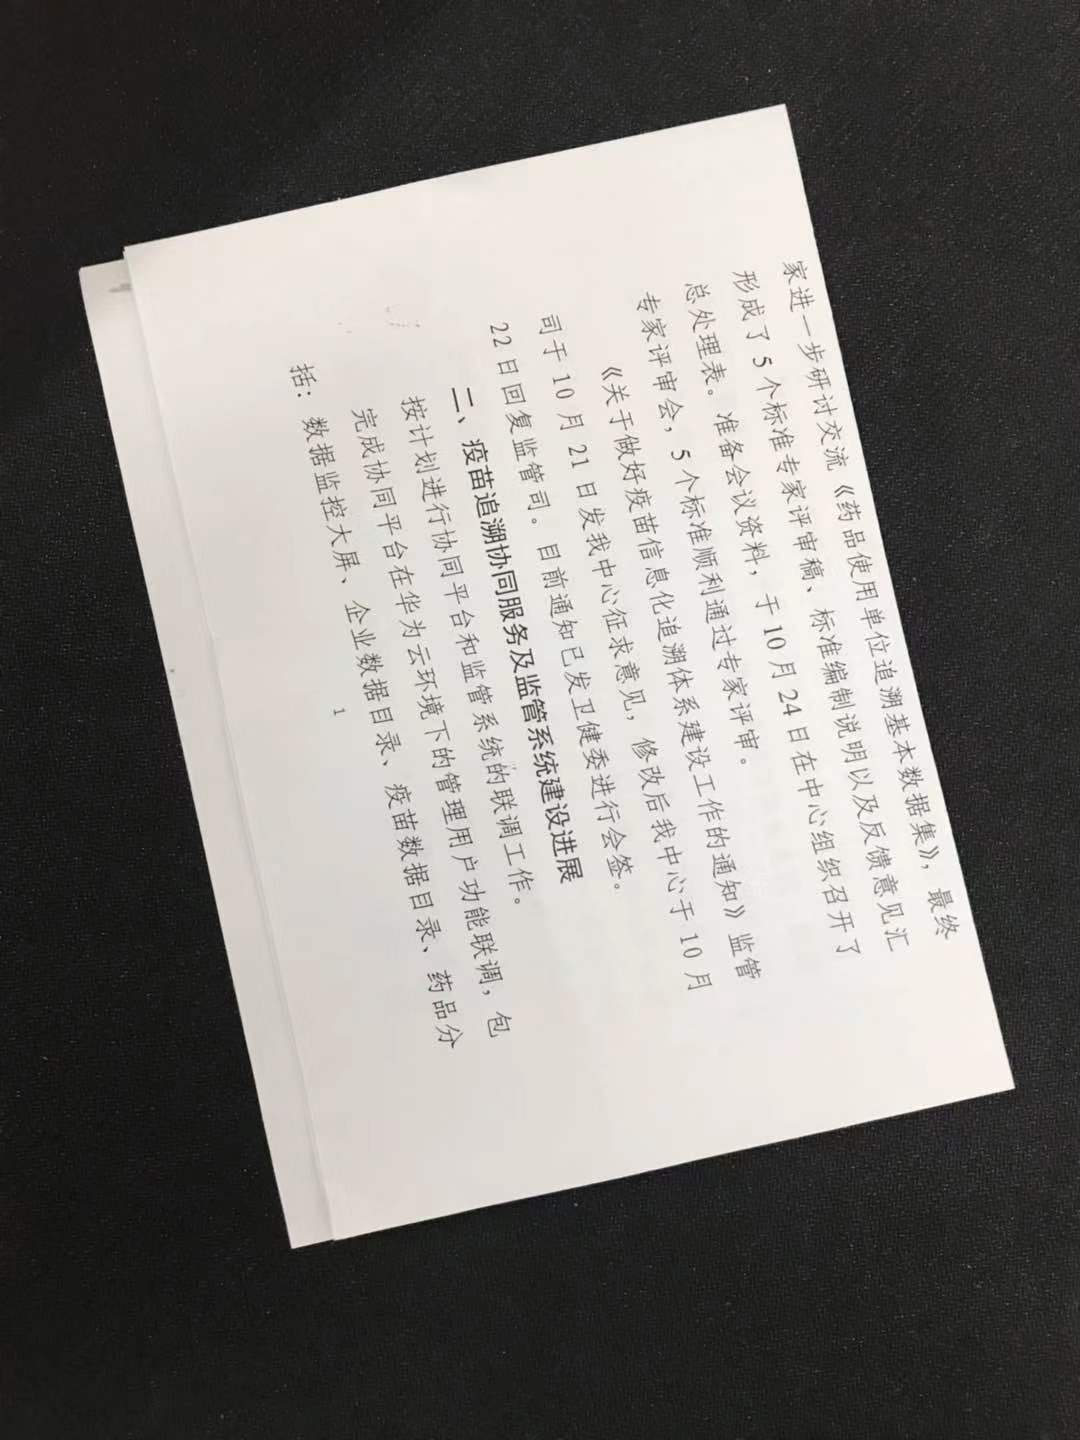 家进一步研讨交流《药品使用单位追溯基本数据集》，最终
形成了 5 个标准专家评审稿、标准编制说明以及反馈意见汇
总处理表。准备会议资料，于 10 月 24 日在中心组织召开了
专家评审会，5 个标准顺利通过专家评审。
《关于做好疫苗信息化追溯体系建设工作的通知》监管
司于 10 月 21 日发我中心征求意见，修改后我中心于 10 月
22 日回复监管司。目前通知已发卫健委进行会签。
二、疫苗追溯协同服务及监管系统建设进展
按计划进行协同平台和监管系统的联调工作。
完成协同平台在华为云环境下的管理用户功能联调，包
括：数据监控大屏、企业数据目录、疫苗数据目录、药品分
1